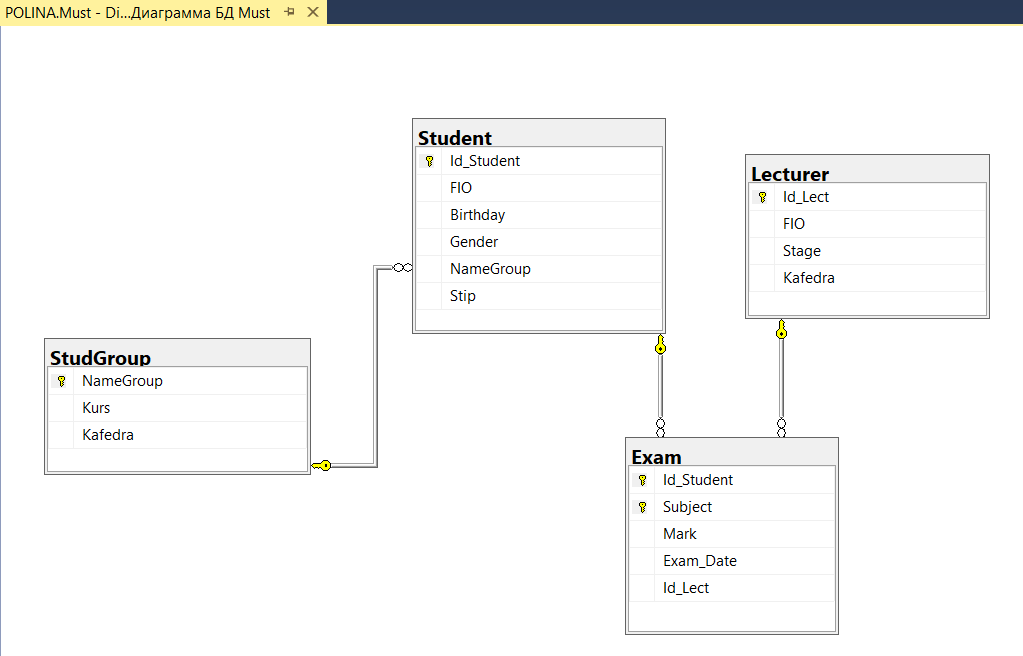 POLINA.Must - Di...Диаграмма БД Must
Student
Id_Student
FIO
Birthday
Gender
NameGroup
Stip
Lecturer
Id_Lect
FIO
Stage
Kafedra
StudGroup
NameGroup
Kurs
Kafedra
Exam
Id_Student
Subject
Mark
Exam_Date
Id_Lect